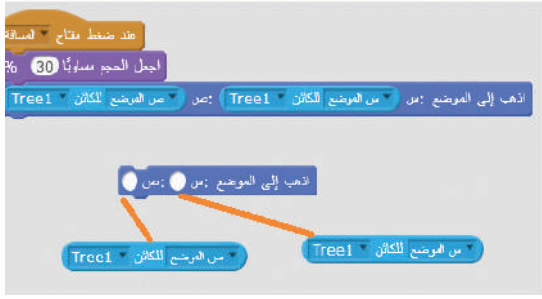 عند ضغط مفتاح المسافة
اجعل الحجم مساويًا 30 %
اذهب إلى الموضع س: س الموضع للكائن Tree1 ص: ص الموضع للكائن Tree1
اذهب إلى الموضع س: ص:
س الموضع للكائن Tree1
س الموضع للكائن Tree1